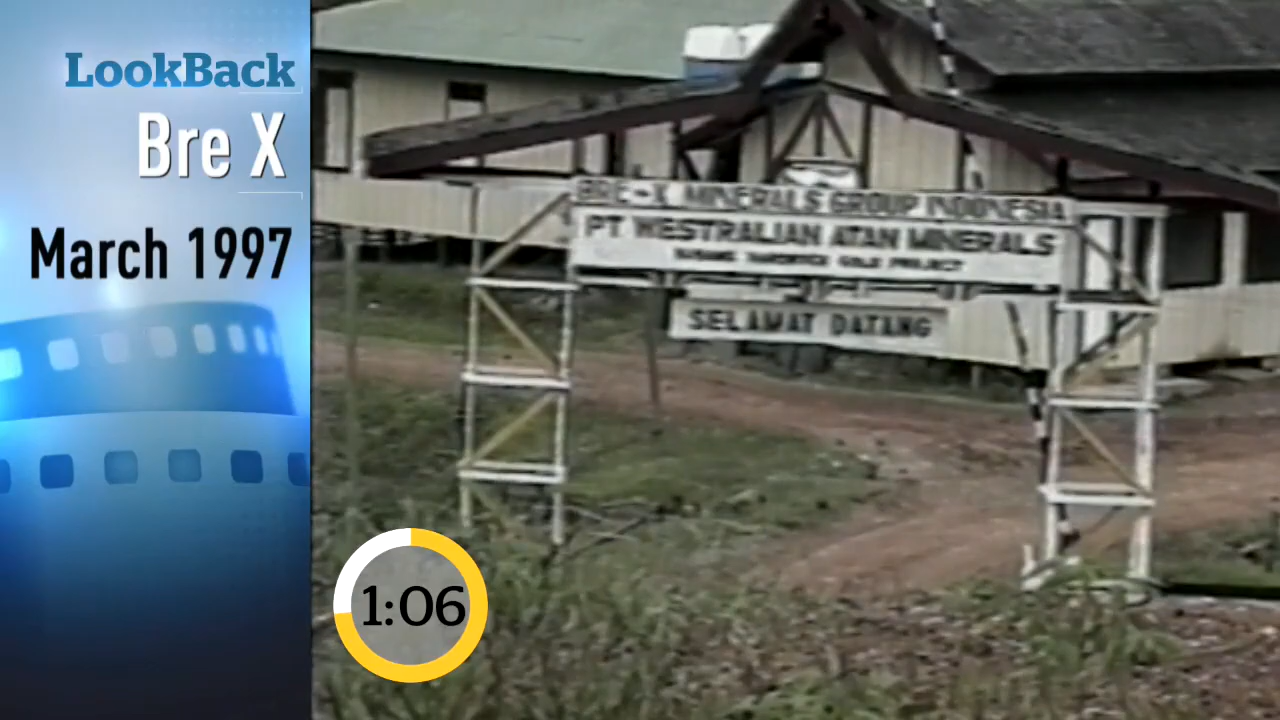 LookBack
Bre X
March 1997
BRE-X MINERALS GROUP INDONESIA
PT WESTRALIAN ATAN MINERALS
GOLD PROJECT
SELAMAT DATANG
1:06